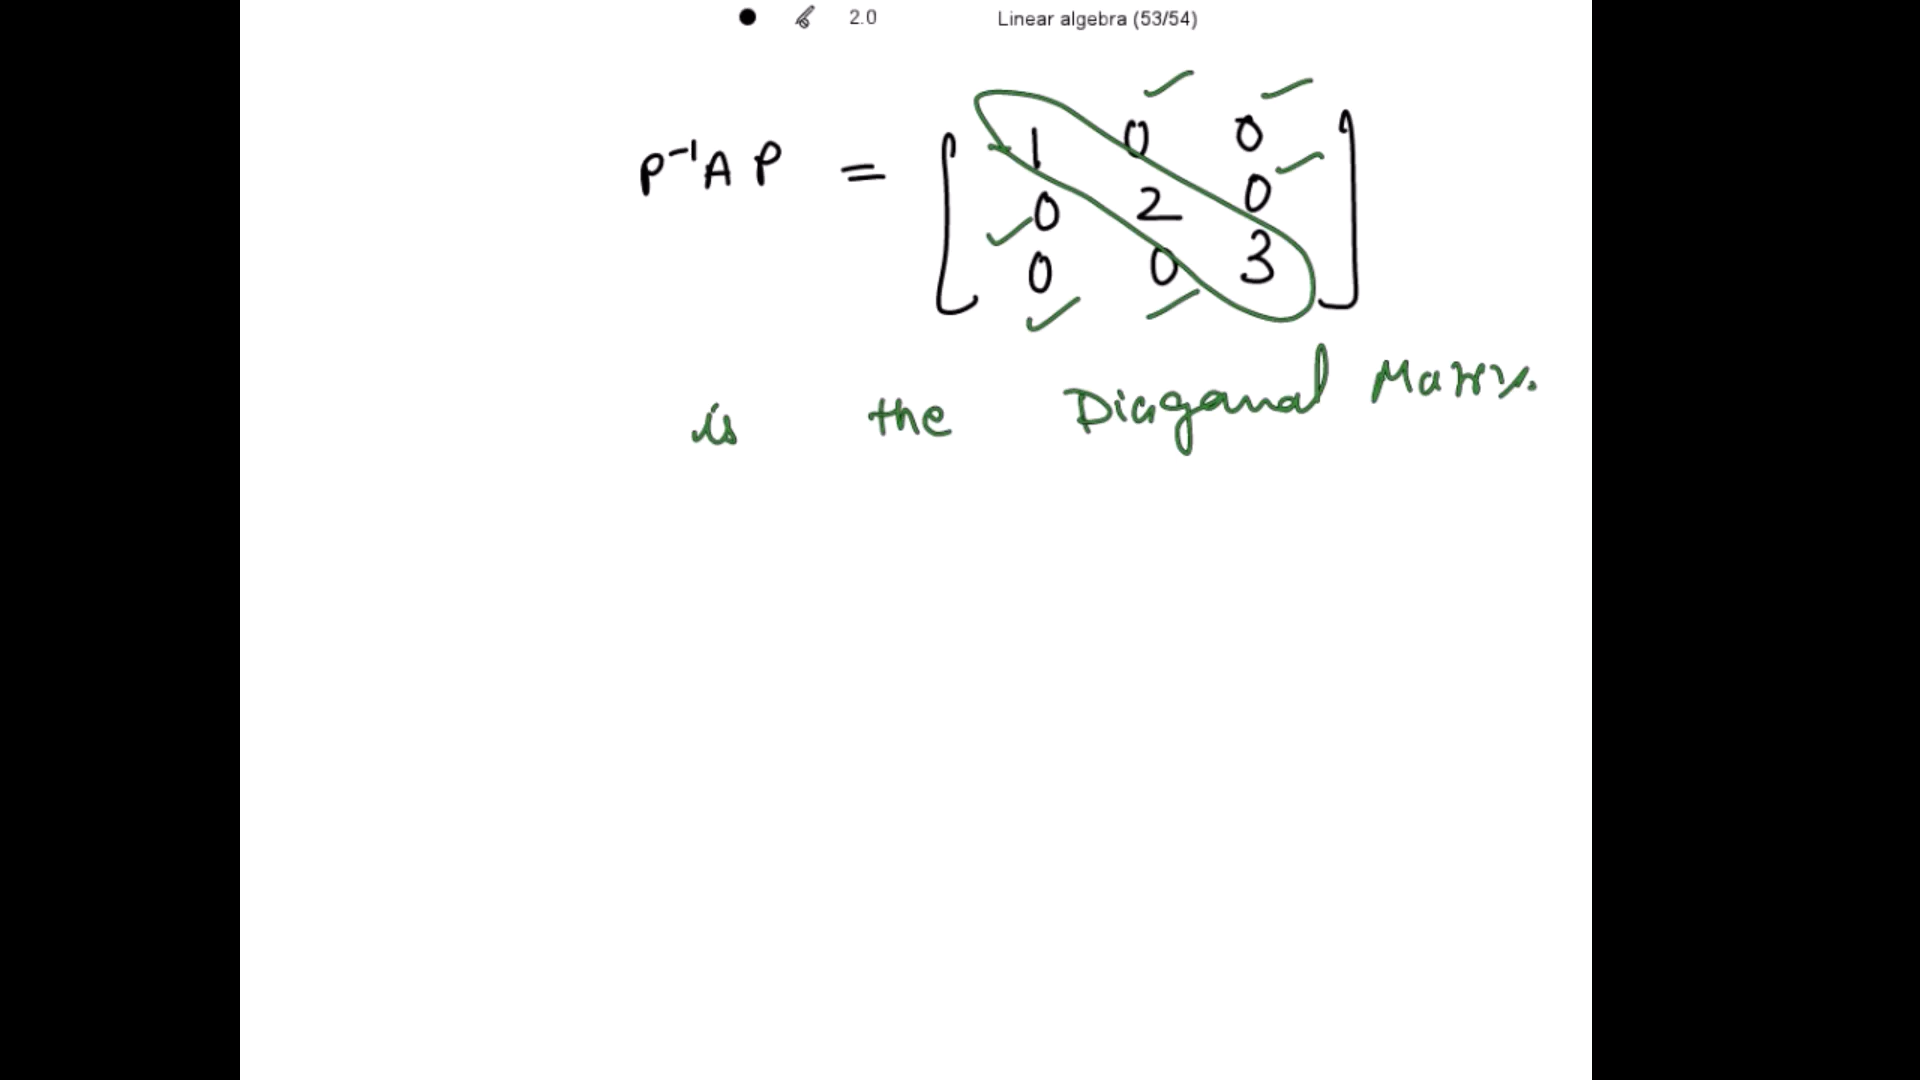 2.0 Linear algebra (53/54)
P⁻¹AP = [1 0 0
0 2 0
0 0 3]
is the Diagonal Matrix.